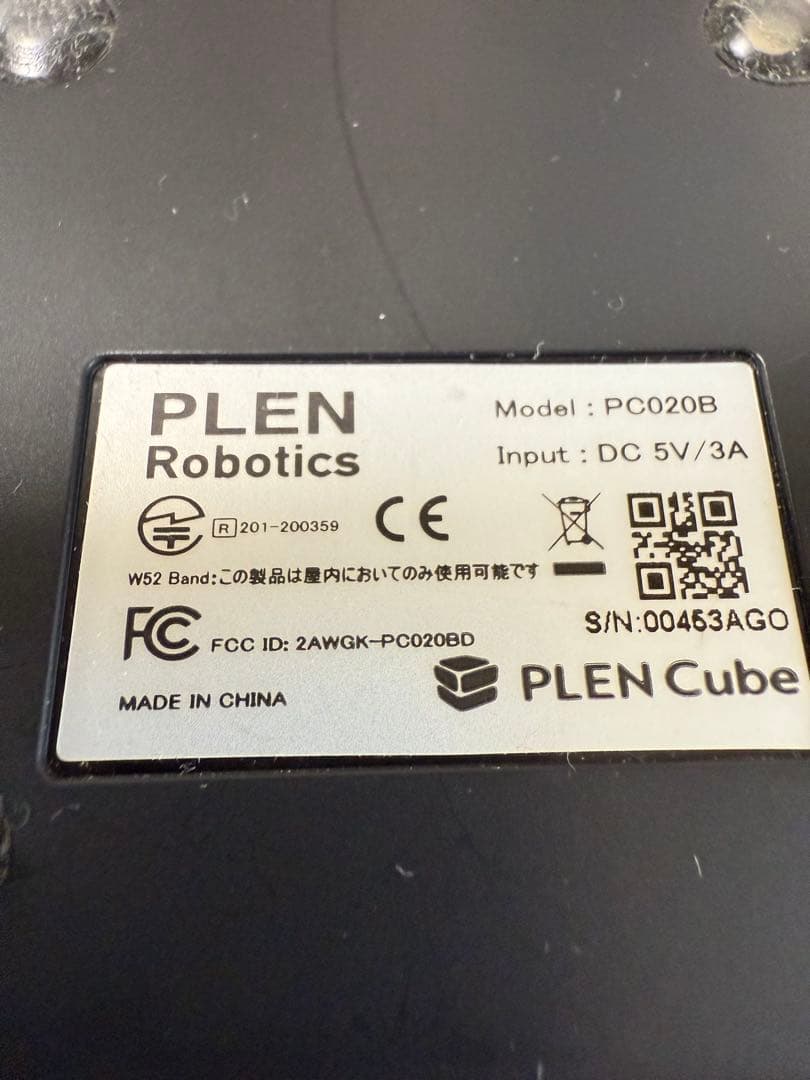 PLEN
Robotics
Model : PC020B
Input : DC 5V/3A
R 201-200359
CE
W52 Band:この製品は屋内においてのみ使用可能です
S/N:00453AGO
FC FCC ID: 2AWGK-PC020BD
PLEN Cube
MADE IN CHINA